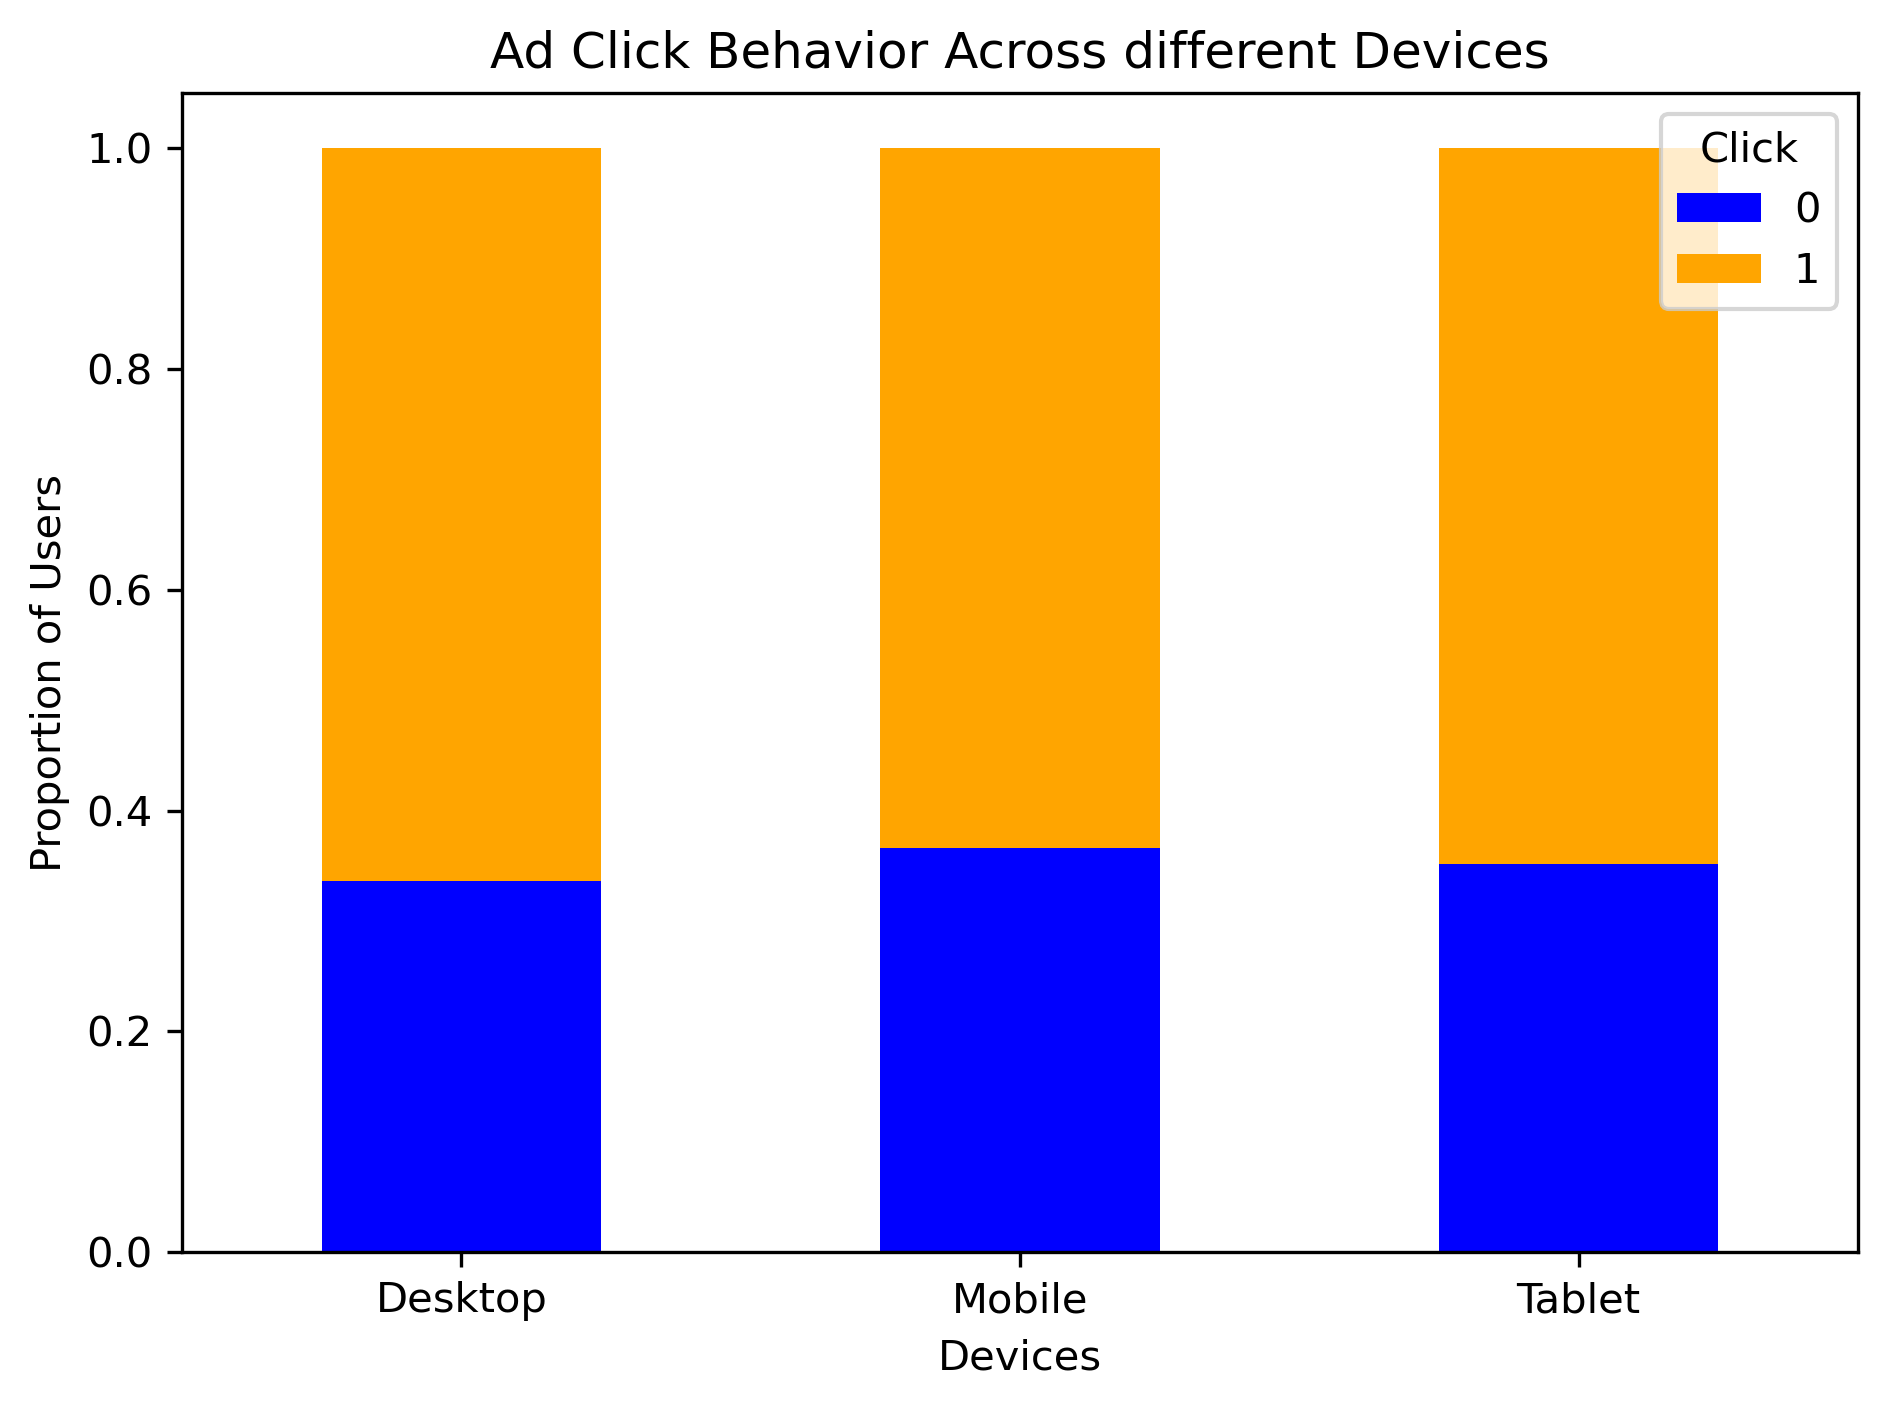 Ad Click Behavior Across different Devices
Click
0
1
1.0
0.8
0.6
0.4
0.2
0.0
Proportion of Users
Desktop
Mobile
Tablet
Devices